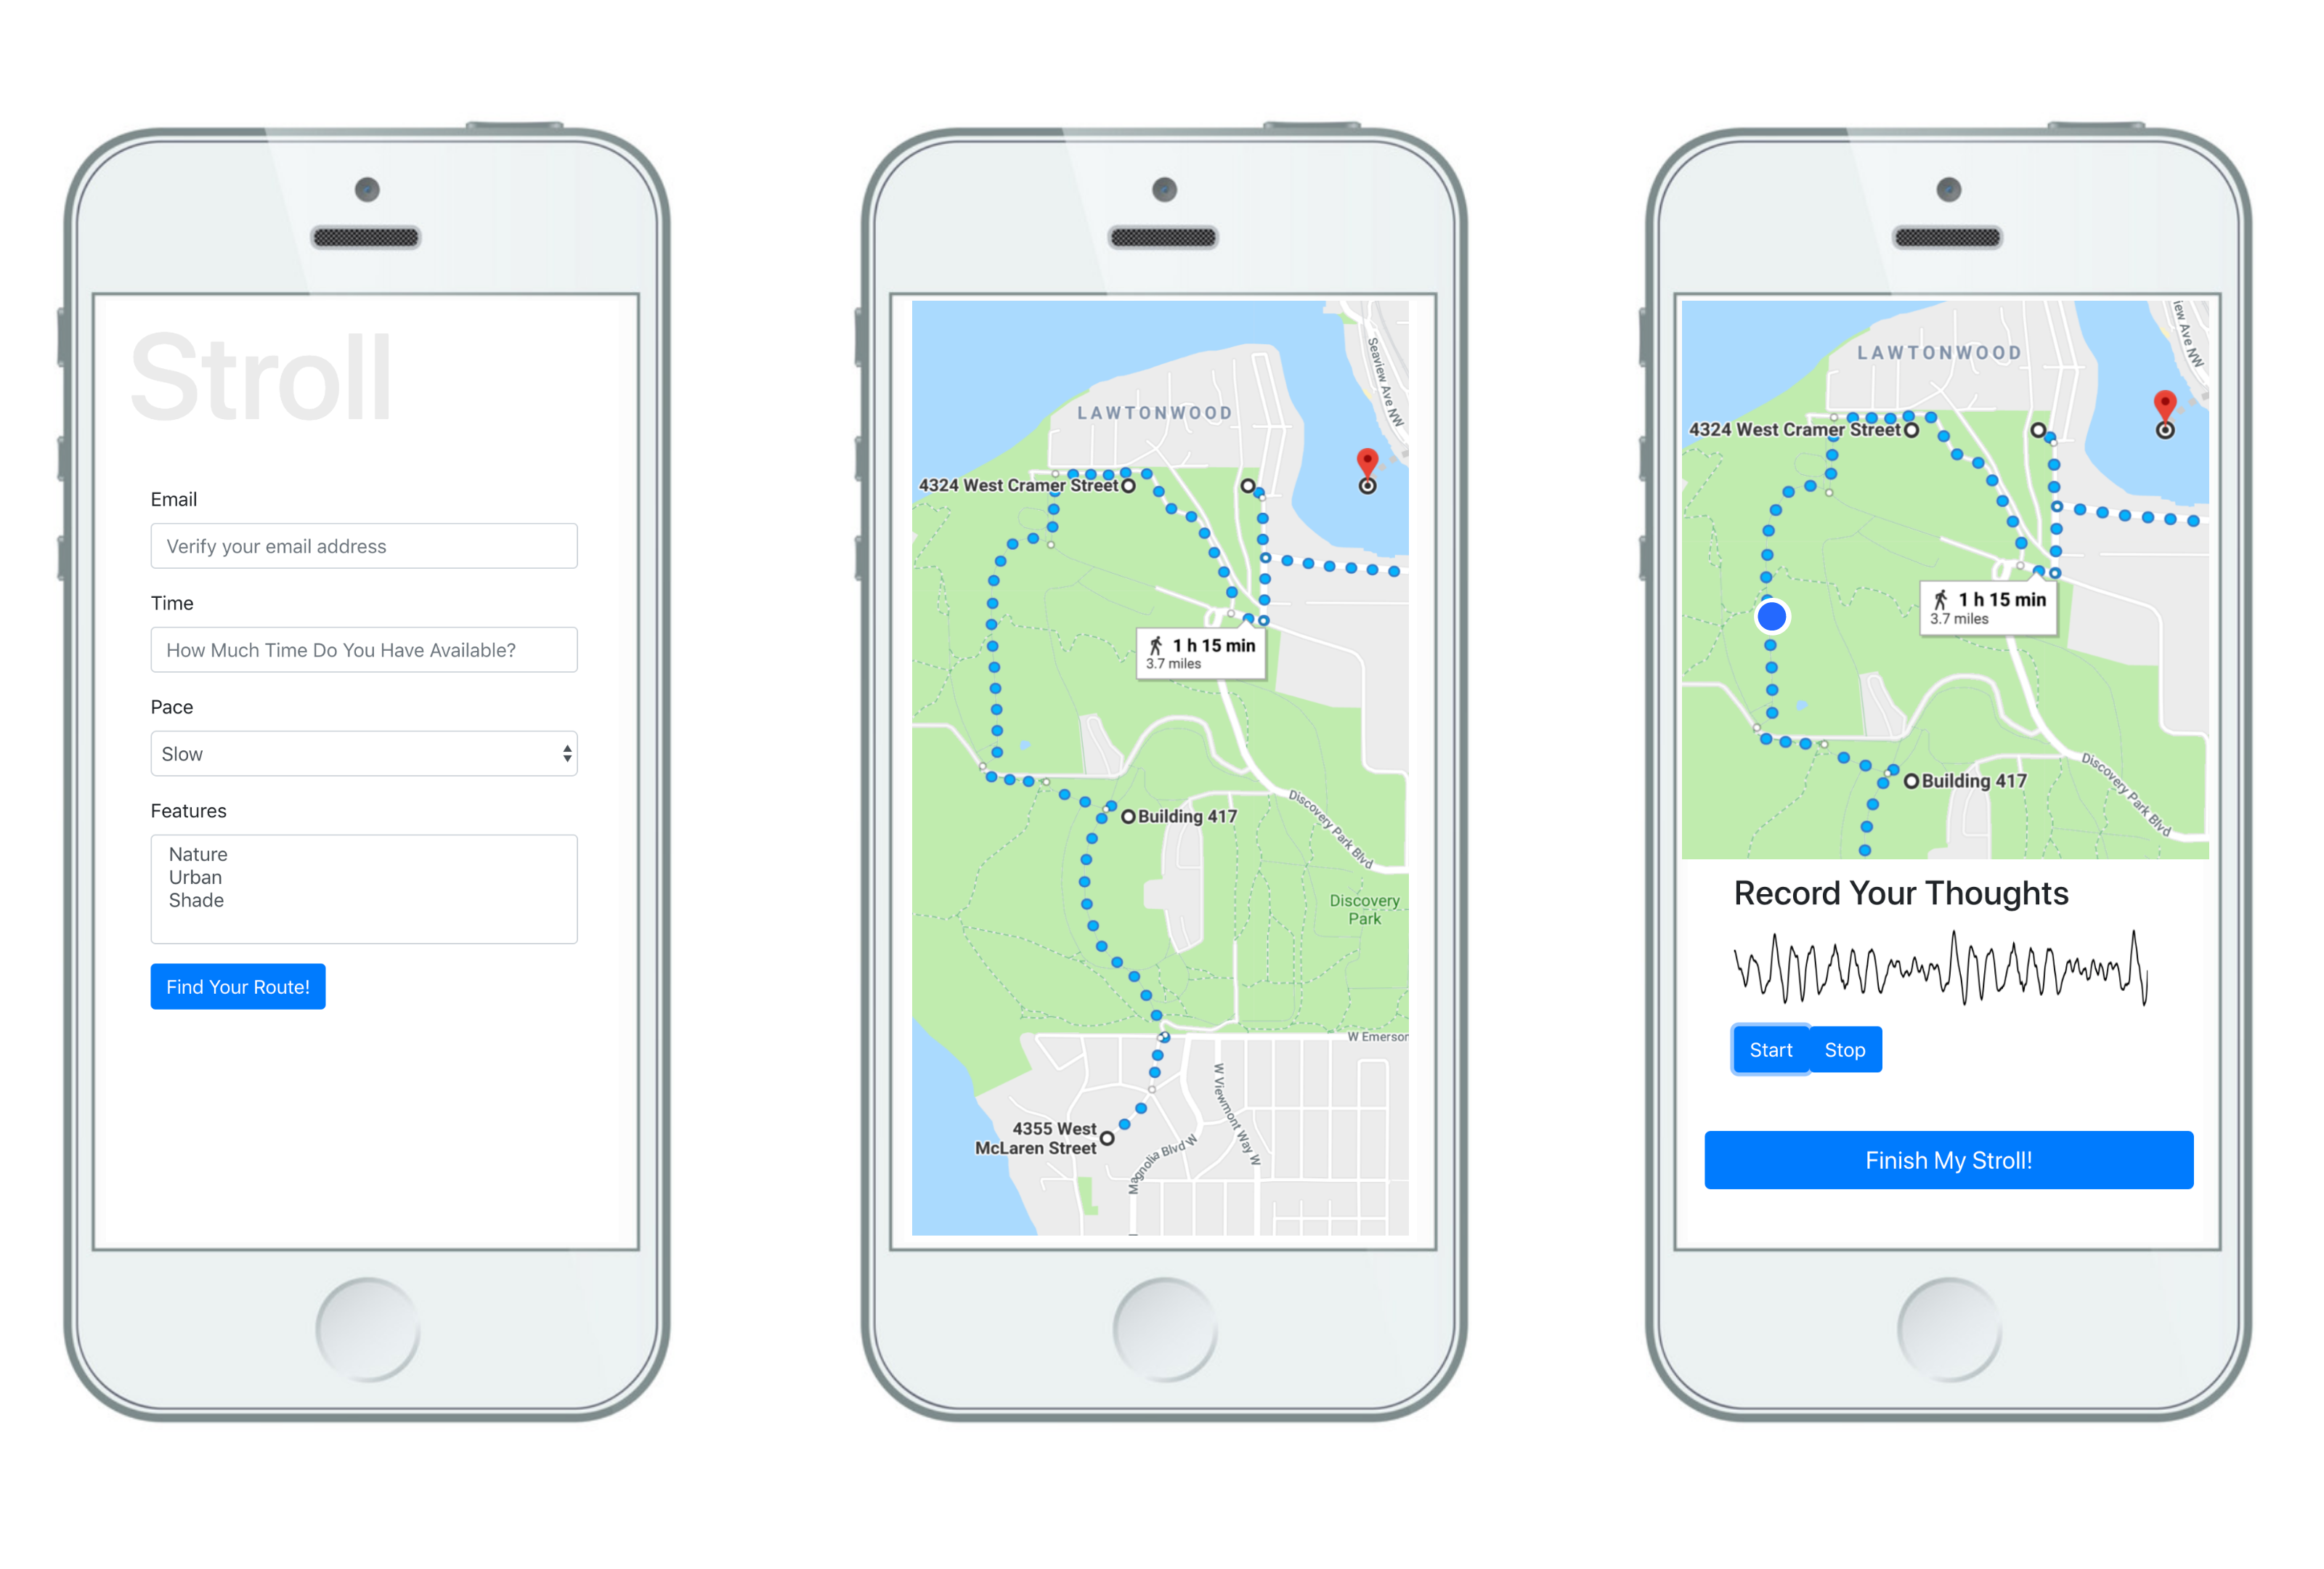 Stroll
Email
Verify your email address
Time
How Much Time Do You Have Available?
Pace
Slow
Features
Nature
Urban
Shade
Find Your Route!
Seaview Ave NW
LAWTONWOOD
4324 West Cramer Street
1 h 15 min
3.7 miles
Building 417
Discovery Park Blvd
Discovery
Park
W Emerson
W Viewmont Way W
4355 West
McLaren Street
Magnolia Blvd W
iew Ave NW
LAWTONWOOD
4324 West Cramer Street
1 h 15 min
3.7 miles
Building 417
Discovery Park Blvd
Record Your Thoughts
Start Stop
Finish My Stroll!